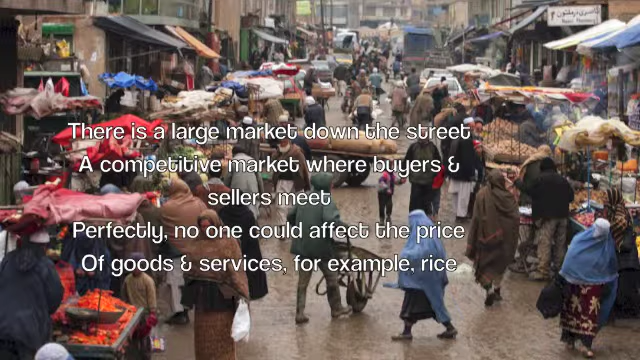 There is a large market down the street
A competitive market where buyers &
sellers meet
Perfectly, no one could affect the price
Of goods & services, for example, rice